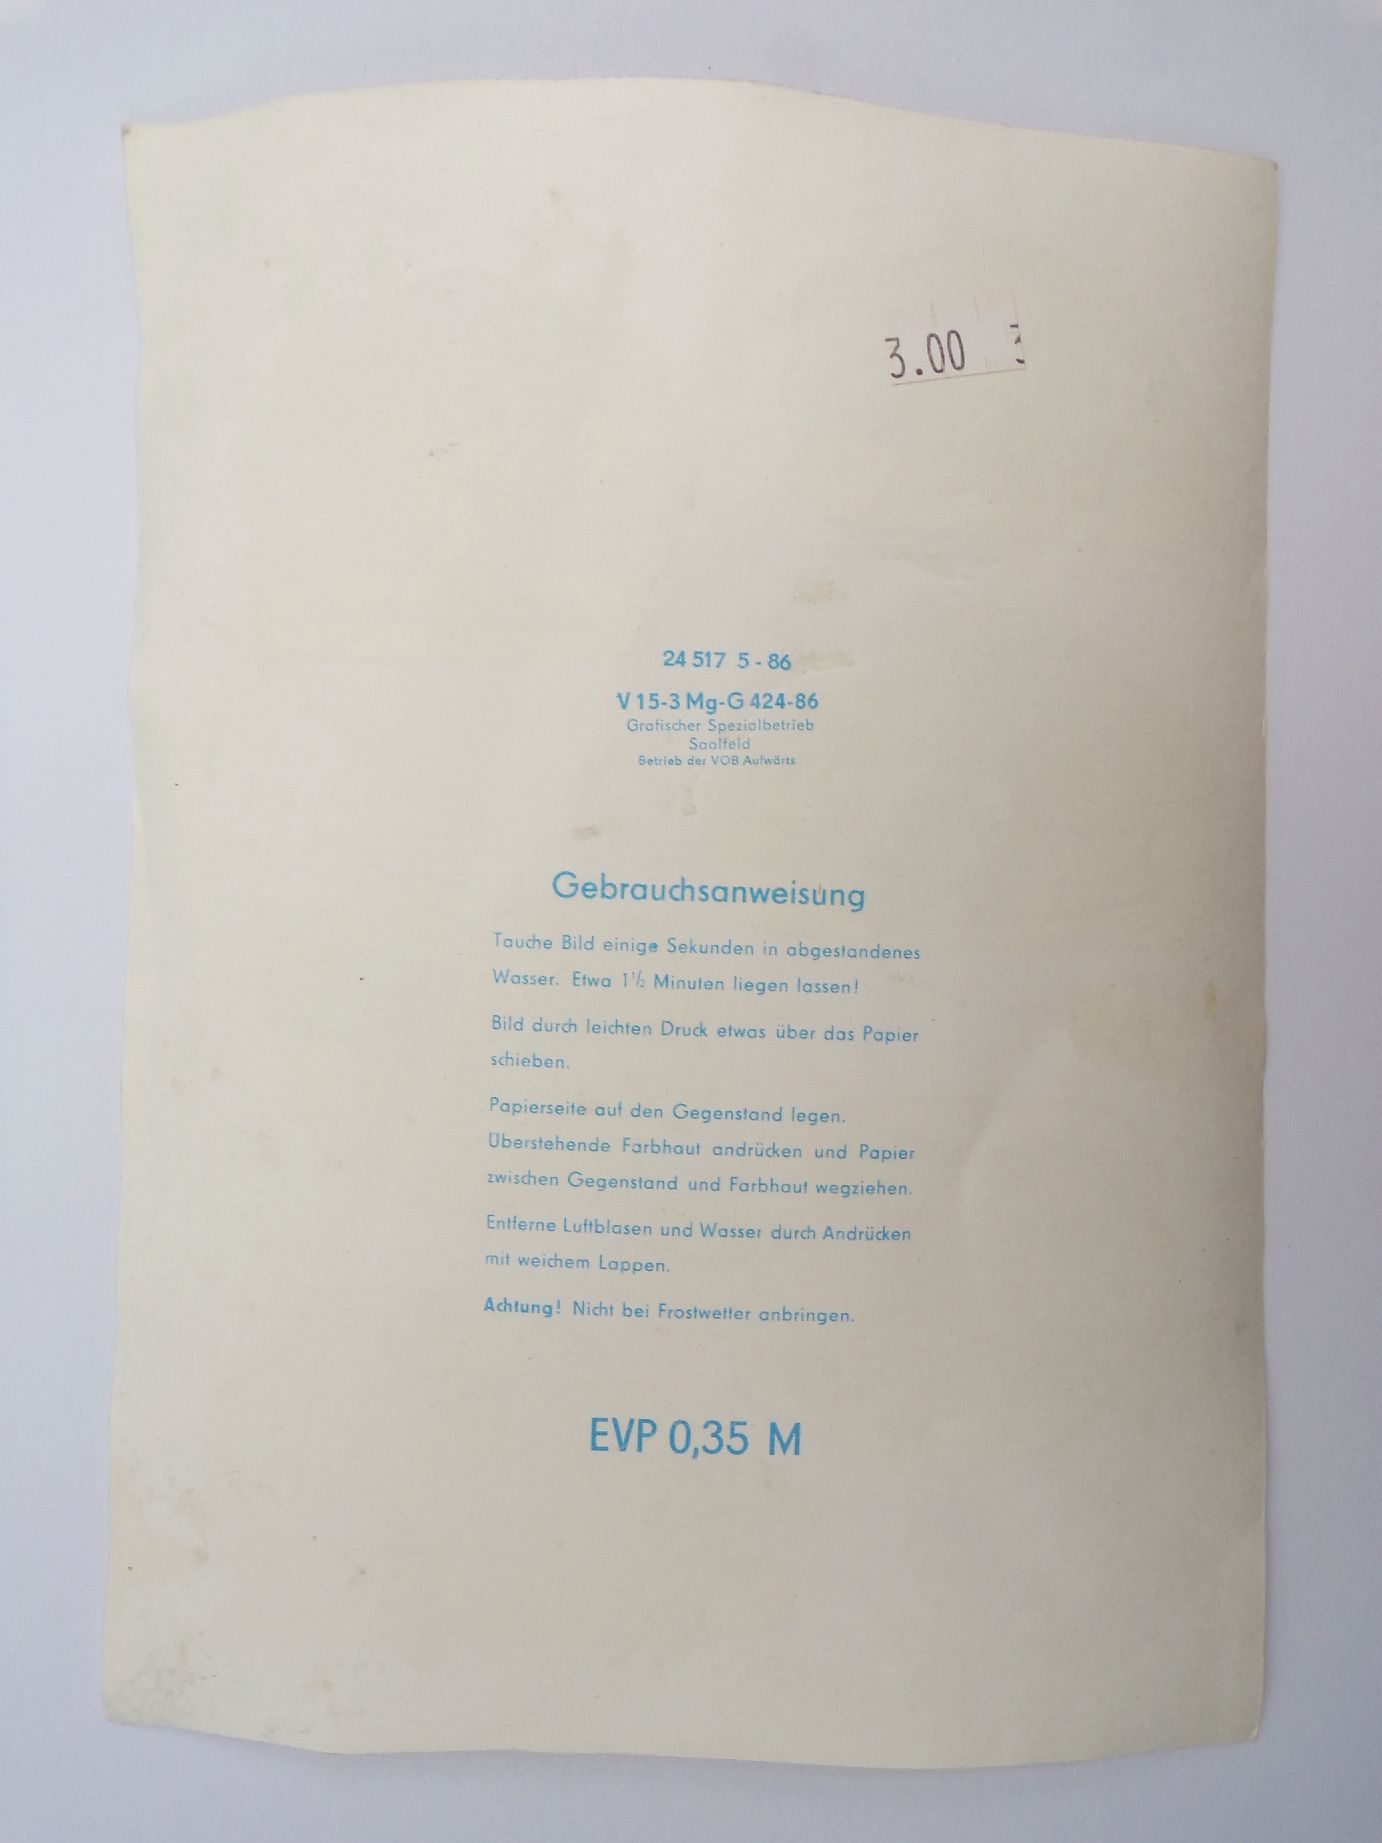 3.00
24 517 5 - 86
V 15-3 Mg-G 424-86
Grafischer Spezialbetrieb
Saalfeld
Betrieb der VOB Aufwärts
Gebrauchsanweisung
Tauche Bild einige Sekunden in abgestandenes
Wasser. Etwa 1½ Minuten liegen lassen!
Bild durch leichten Druck etwas über das Papier
schieben.
Papierseite auf den Gegenstand legen.
Überstehende Farbhaut andrücken und Papier
zwischen Gegenstand und Farbhaut wegziehen.
Entferne Luftblasen und Wasser durch Andrücken
mit weichem Lappen.
Achtung! Nicht bei Frostwetter anbringen.
EVP 0,35 M